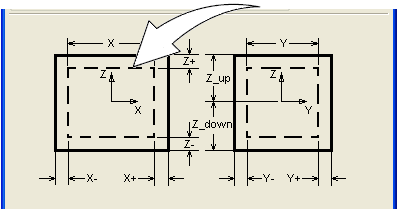 X Y
Z+ Z_up
Z Z
X Y
Z_down
Z-
X- X+ Y- Y+